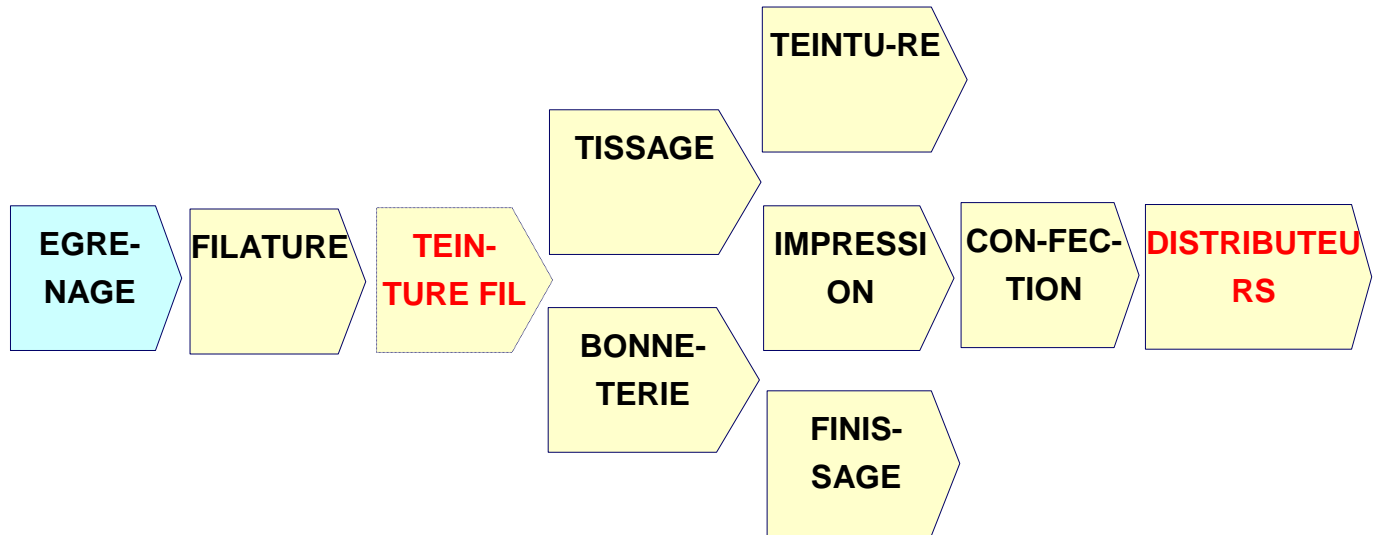 TEINTU-RE
TISSAGE
EGRE-
NAGE
FILATURE
TEIN-
TURE FIL
IMPRESSI
ON
CON-FEC-
TION
DISTRIBUTEU
RS
BONNE-
TERIE
FINIS-
SAGE